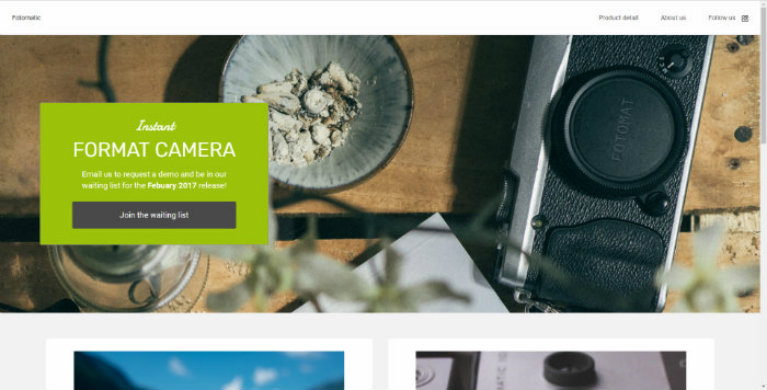 Fotomatic
Product detail
About us
Follow us
Instant
FORMAT CAMERA
Email us to request a demo and be in our
waiting list for the Febuary 2017 release!
Join the waiting list
FOTOMAT